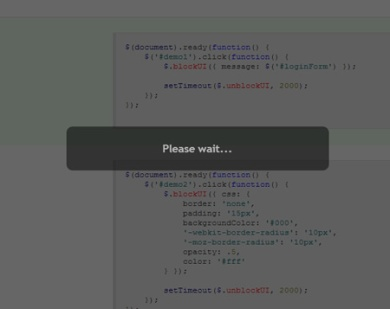 $(document).ready(function() {
$('#demo1').click(function() {
$.blockUI({ message: $('#loginForm') });
setTimeout($.unblockUI, 2000);
});
});
Please wait...
$(document).ready(function() {
$('#demo2').click(function() {
$.blockUI({ css: {
border: 'none',
padding: '15px',
backgroundColor: '#000',
'-webkit-border-radius': '10px',
'-moz-border-radius': '10px',
opacity: .5,
color: '#fff'
} });
setTimeout($.unblockUI, 2000);
});